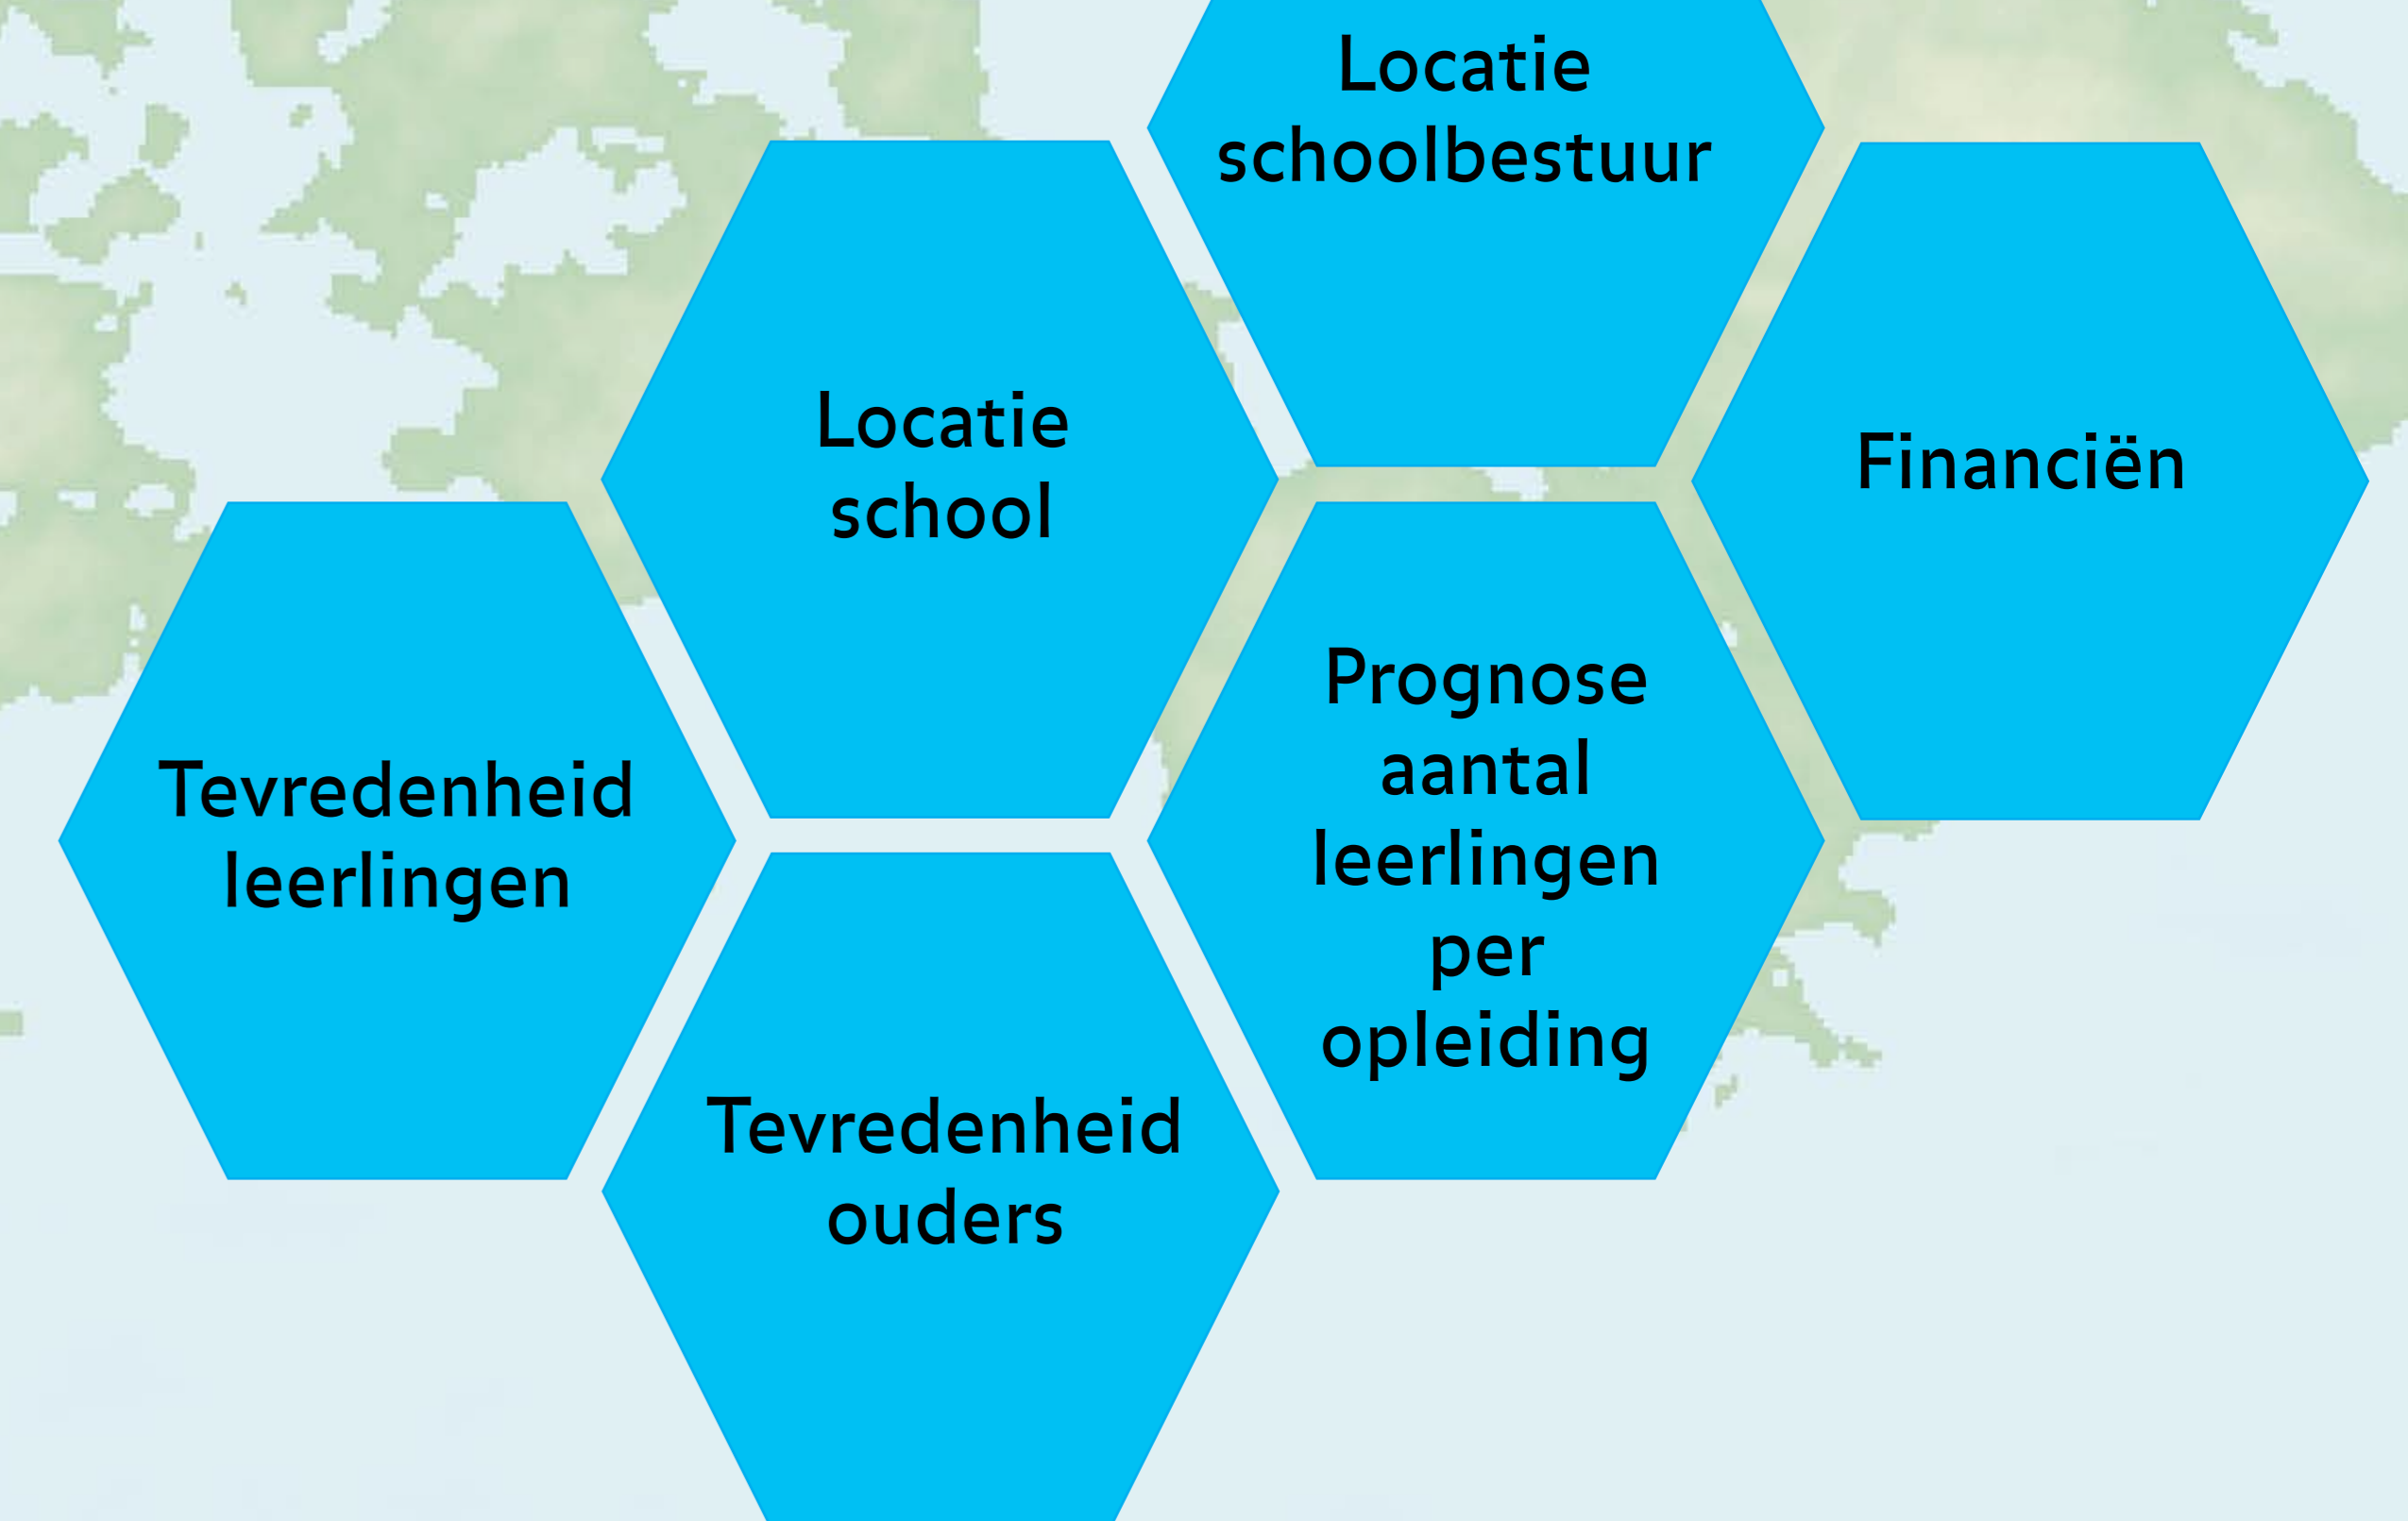 Locatie
schoolbestuur
Locatie
school
Financiën
Prognose
aantal
leerlingen
per
opleiding
Tevredenheid
leerlingen
Tevredenheid
ouders